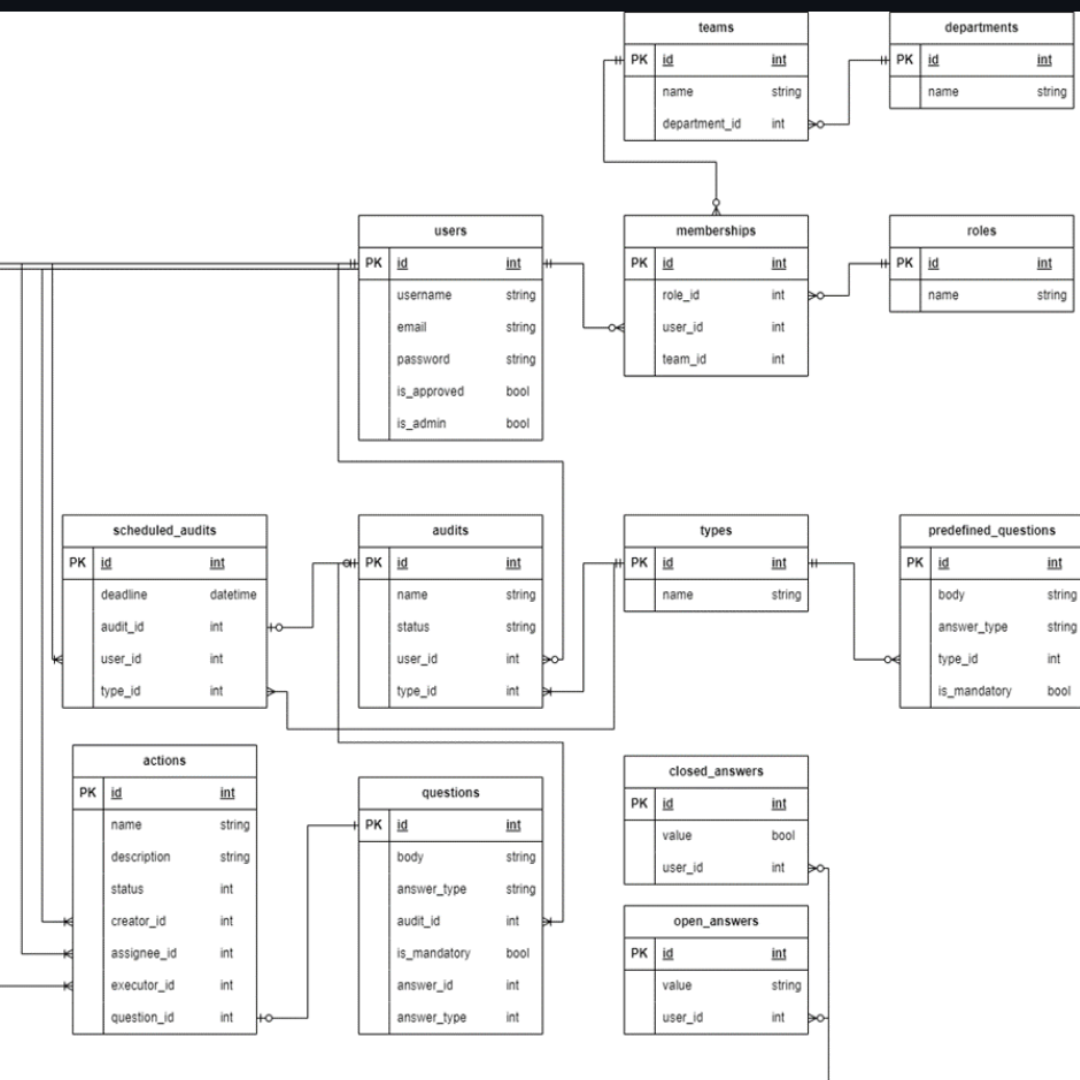 teams
PK id int
name string
department_id int
departments
PK id int
name string
users
PK id int
username string
email string
password string
is_approved bool
is_admin bool
memberships
PK id int
role_id int
user_id int
team_id int
roles
PK id int
name string
scheduled_audits
PK id int
deadline datetime
audit_id int
user_id int
type_id int
audits
PK id int
name string
status string
user_id int
type_id int
types
PK id int
name string
predefined_questions
PK id int
body string
answer_type string
type_id int
is_mandatory bool
actions
PK id int
name string
description string
status int
creator_id int
assignee_id int
executor_id int
question_id int
questions
PK id int
body string
answer_type string
audit_id int
is_mandatory bool
answer_id int
answer_type int
closed_answers
PK id int
value bool
user_id int
open_answers
PK id int
value string
user_id int